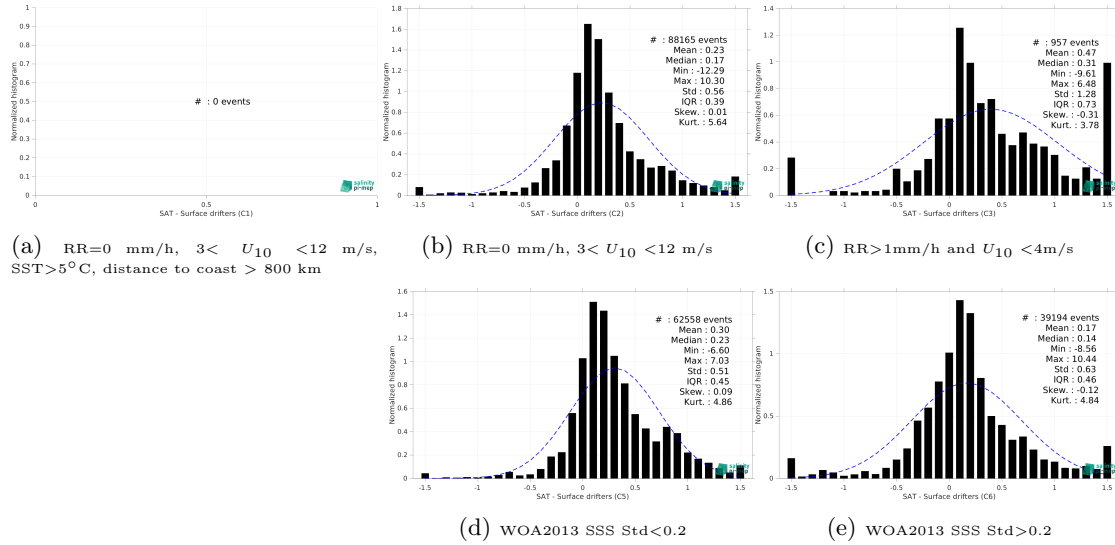 1
0.9
0.8
0.7
0.6
0.5
0.4
0.3
0.2
0.1
0
Normalized histogram
# : 0 events
salinity
pi-mep
0 0.5 1
SAT - Surface drifters (C1)
(a) RR=0 mm/h, 3< U10 <12 m/s,
SST>5°C, distance to coast > 800 km
1.8
1.6
1.4
1.2
1
0.8
0.6
0.4
0.2
0
Normalized histogram
# : 88165 events
Mean : 0.23
Median : 0.17
Min : -12.29
Max : 10.30
Std : 0.56
IQR : 0.39
Skew. : 0.01
Kurt. : 5.64
-1.5 -1 -0.5 0 0.5 1 1.5
SAT - Surface drifters (C2)
(b) RR=0 mm/h, 3< U10 <12 m/s
1.4
1.2
1
0.8
0.6
0.4
0.2
0
Normalized histogram
# : 957 events
Mean : 0.47
Median : 0.31
Min : -9.61
Max : 6.48
Std : 1.28
IQR : 0.73
Skew. : -0.31
Kurt. : 3.78
-1.5 -1 -0.5 0 0.5 1 1.5
SAT - Surface drifters (C3)
(c) RR>1mm/h and U10 <4m/s
1.6
1.4
1.2
1
0.8
0.6
0.4
0.2
0
Normalized histogram
# : 62558 events
Mean : 0.30
Median : 0.23
Min : -6.60
Max : 7.03
Std : 0.51
IQR : 0.45
Skew. : 0.09
Kurt. : 4.86
-1.5 -1 -0.5 0 0.5 1 1.5
SAT - Surface drifters (C5)
(d) WOA2013 SSS Std<0.2
1.5
1
0.5
0
Normalized histogram
# : 39194 events
Mean : 0.17
Median : 0.14
Min : -8.56
Max : 10.44
Std : 0.63
IQR : 0.46
Skew. : -0.12
Kurt. : 4.84
-1.5 -1 -0.5 0 0.5 1 1.5
SAT - Surface drifters (C6)
(e) WOA2013 SSS Std>0.2